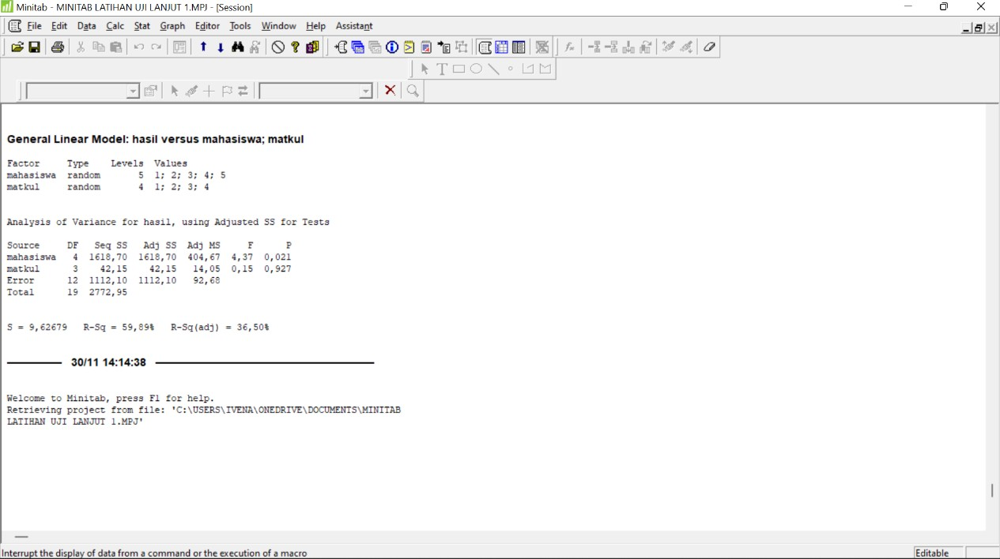 Minitab - MINITAB LATIHAN UJI LANJUT 1.MPJ - [Session]
File Edit Data Calc Stat Graph Editor Tools Window Help Assistant
General Linear Model: hasil versus mahasiswa; matkul
Factor Type Levels Values
mahasiswa random 5 1; 2; 3; 4; 5
matkul random 4 1; 2; 3; 4
Analysis of Variance for hasil, using Adjusted SS for Tests
Source DF Seq SS Adj SS Adj MS F P
mahasiswa 4 1618,70 1618,70 404,67 4,37 0,021
matkul 3 42,15 42,15 14,05 0,15 0,927
Error 12 1112,10 1112,10 92,68
Total 19 2772,95
S = 9,62679 R-Sq = 59,89% R-Sq(adj) = 36,50%
30/11 14:14:38
Welcome to Minitab, press F1 for help.
Retrieving project from file: 'C:\USERS\IVENA\ONEDRIVE\DOCUMENTS\MINITAB
LATIHAN UJI LANJUT 1.MPJ'
Interrupt the display of data from a command or the execution of a macro
Editable